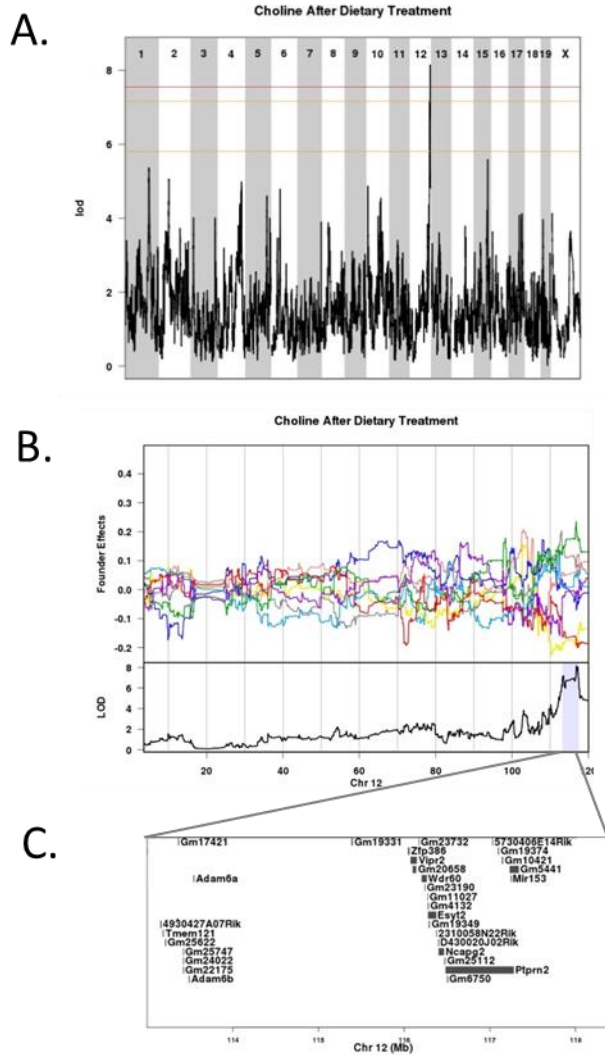 A.
Choline After Dietary Treatment
1 2 3 4 5 6 7 8 9 10 11 12 13 14 15 16 17 18 19 X
8
6
4
2
0
lod
B.
Choline After Dietary Treatment
0.4
0.3
0.2
0.1
0.0
-0.1
-0.2
Founder Effects
8
6
4
2
0
LOD
20 40 60 80 100 120
Chr 12
C.
Gm17421 Gm19331 Gm23732 5730406E14Rik
Zfp386 Gm19374
Vipr2 Gm10421
Gm20658 Gm5441
Adam6a Wdr60 Mir153
Gm23190
Gm11027
Gm4132
Esyt2
4930427A07Rik Gm19349
Tmem121 2310058N22Rik
Gm25622 D430020J02Rik
Gm25747 Ncapg2
Gm24022 Gm25112
Gm22175 Ptprn2
Adam6b Gm6750
114 115 116 117 118
Chr 12 (Mb)